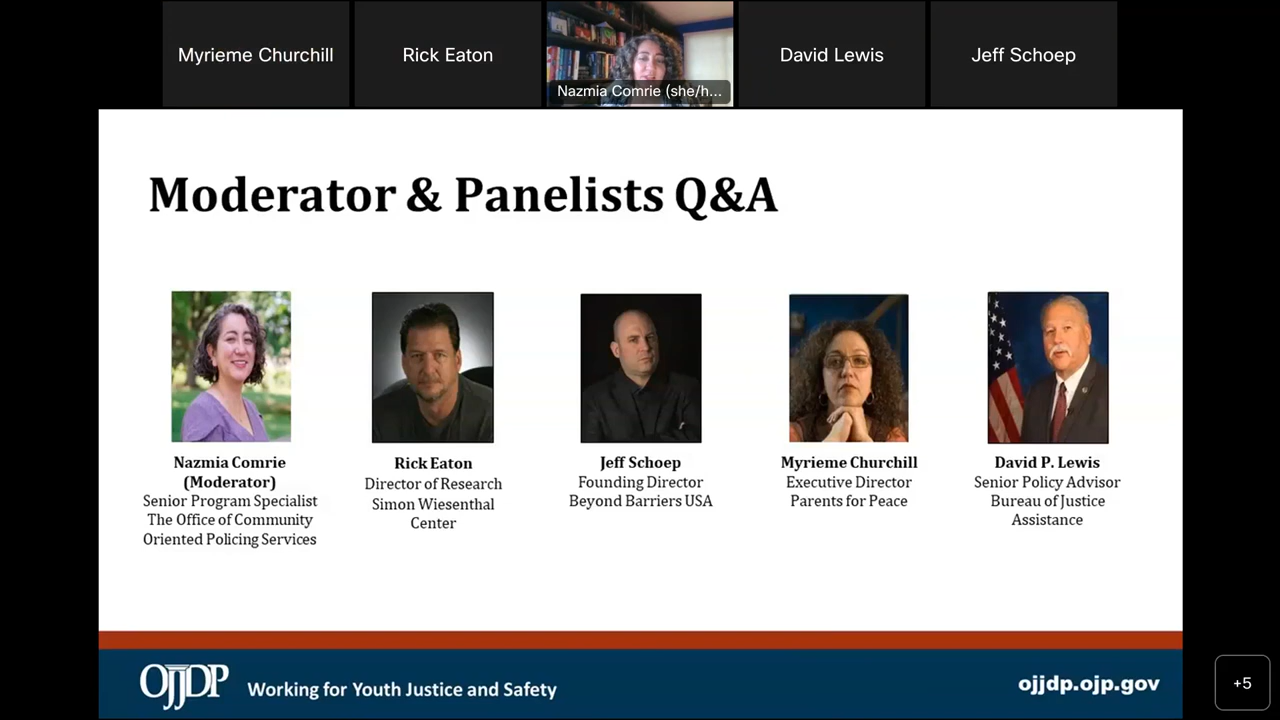 Myrieme Churchill
Rick Eaton
Nazmia Comrie (she/h...
David Lewis
Jeff Schoep
Moderator & Panelists Q&A
Nazmia Comrie
(Moderator)
Senior Program Specialist
The Office of Community
Oriented Policing Services
Rick Eaton
Director of Research
Simon Wiesenthal
Center
Jeff Schoep
Founding Director
Beyond Barriers USA
Myrieme Churchill
Executive Director
Parents for Peace
David P. Lewis
Senior Policy Advisor
Bureau of Justice
Assistance
OJJDP
Working for Youth Justice and Safety
ojjdp.ojp.gov
+5